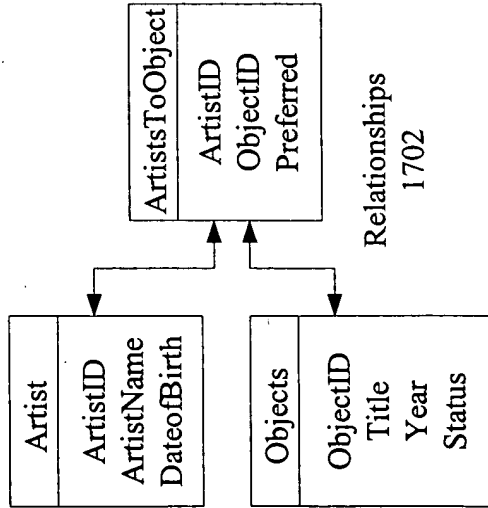 Artist
ArtistID
ArtistName
DateofBirth
ArtistsToObject
ArtistID
ObjectID
Preferred
Objects
ObjectID
Title
Year
Status
Relationships
1702